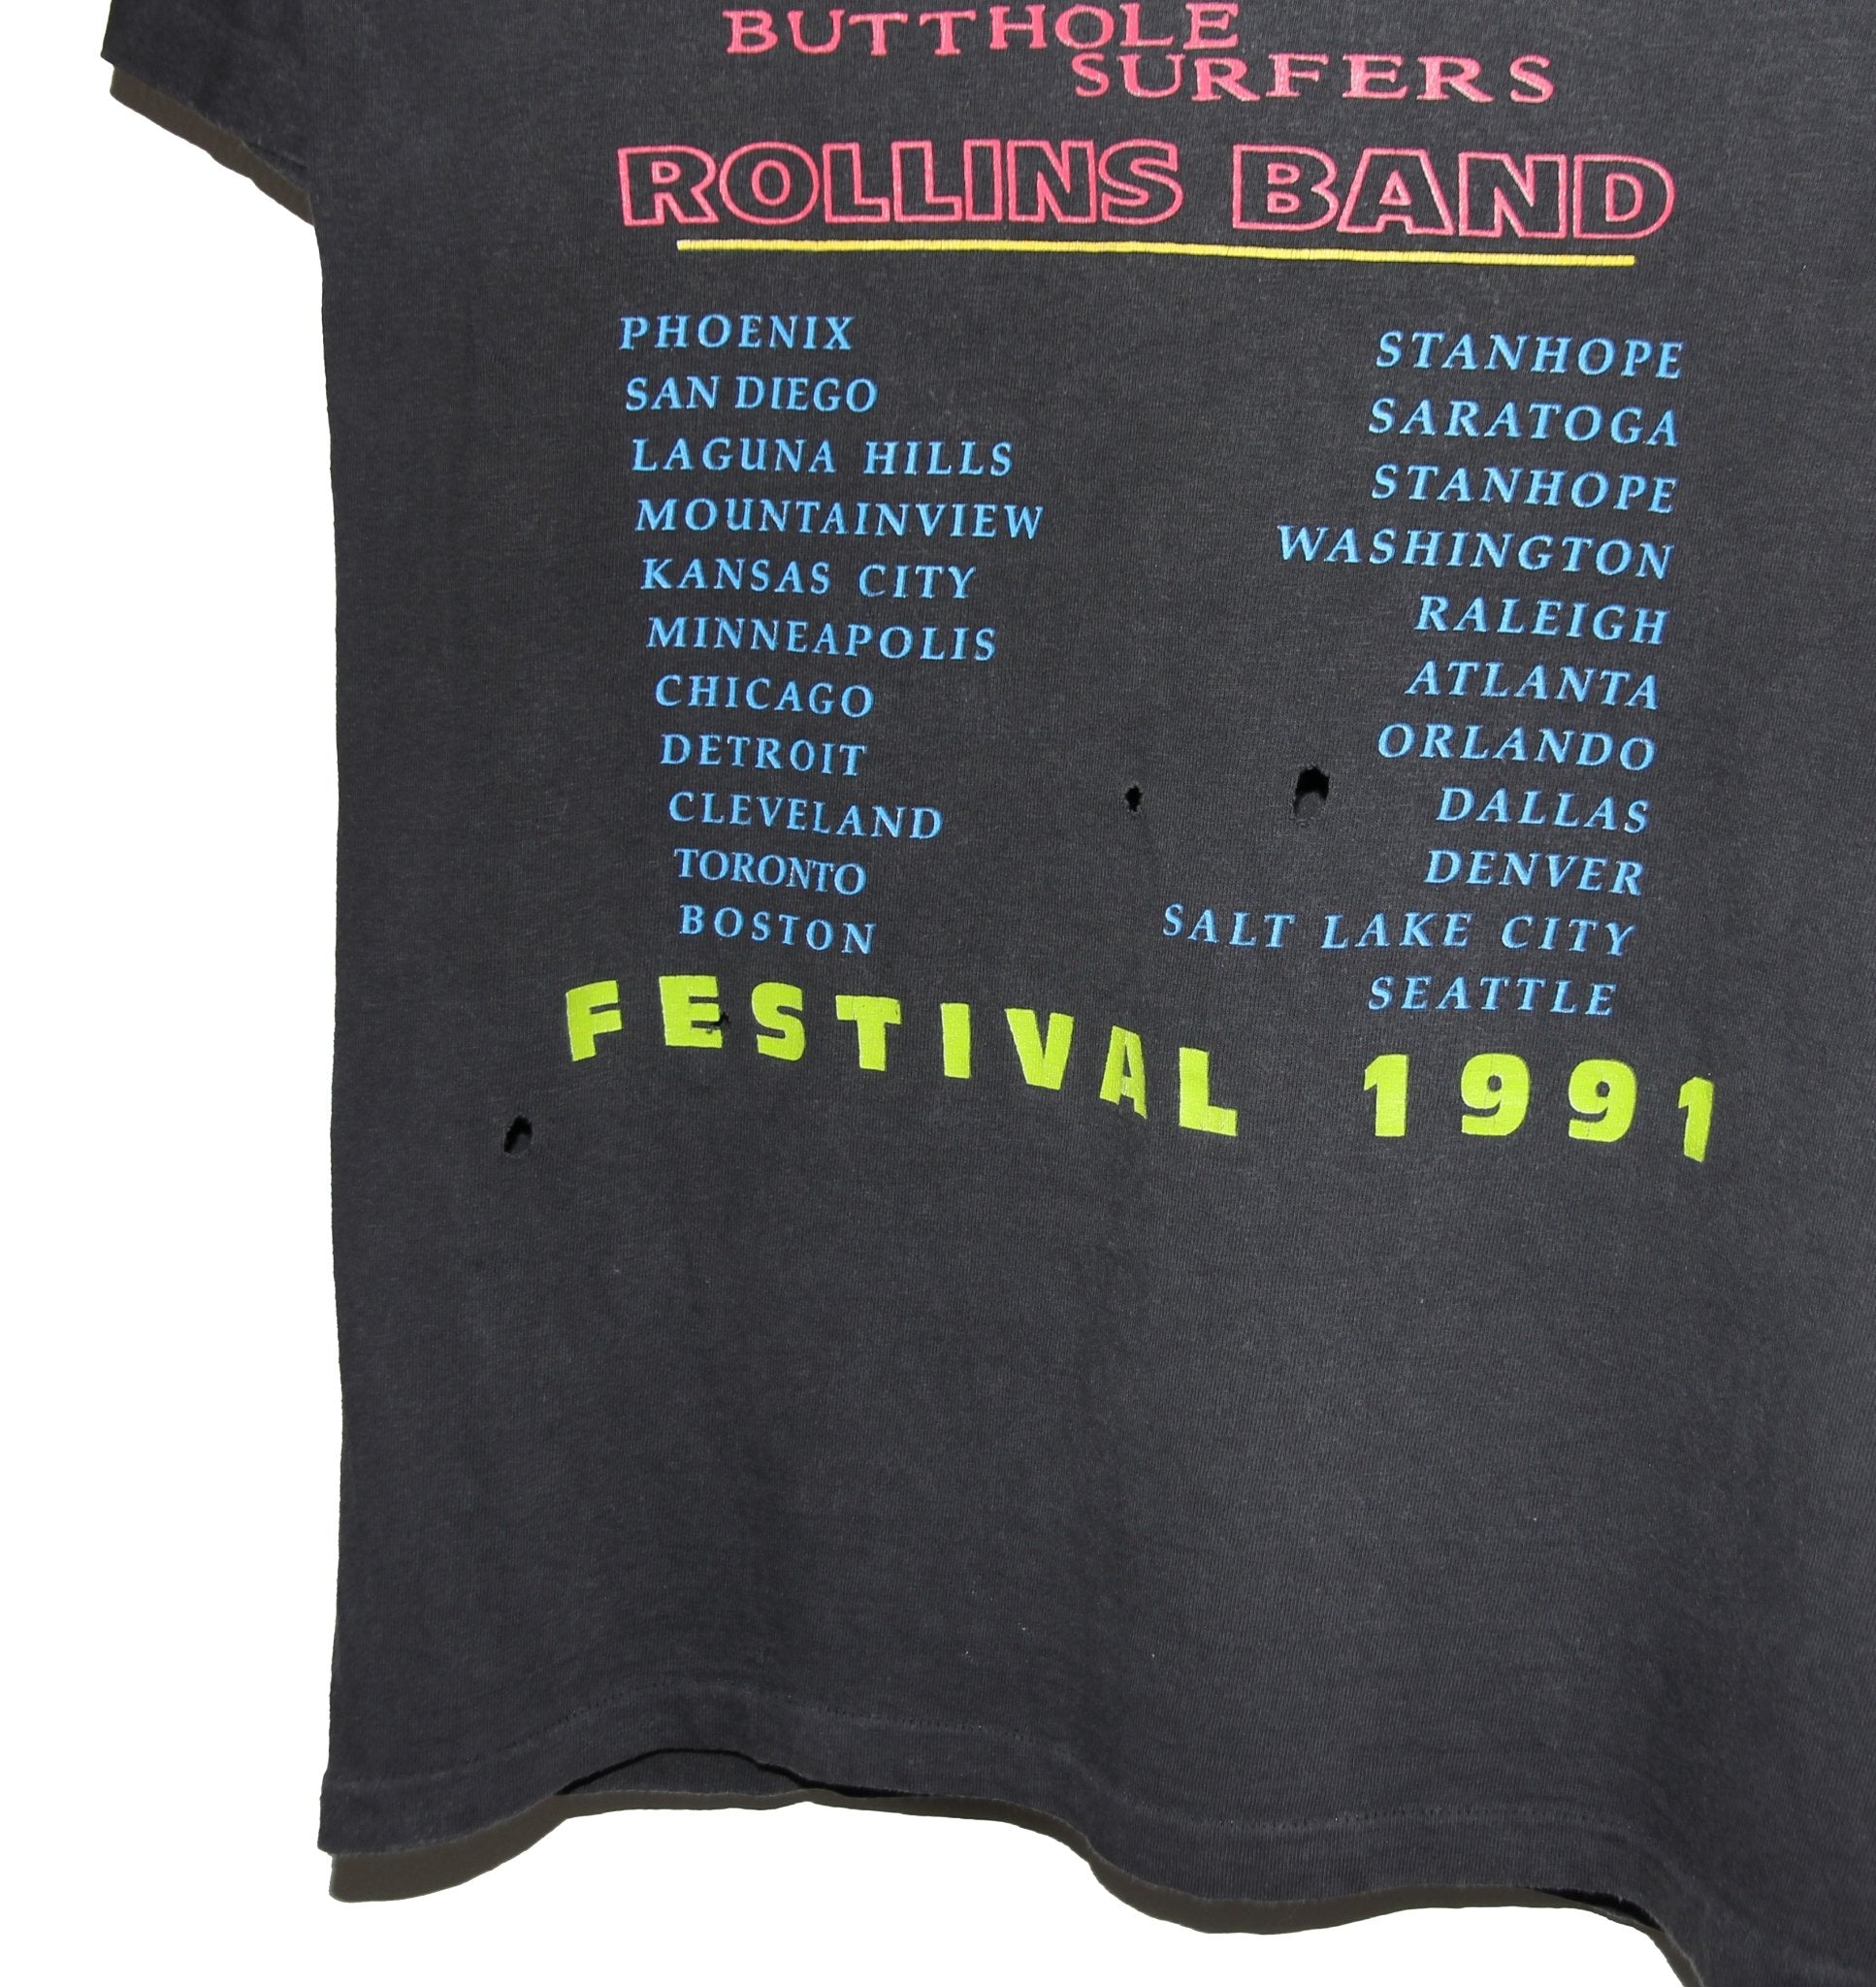 BUTTHOLE
SURFERS
ROLLINS BAND
PHOENIX
SAN DIEGO
LAGUNA HILLS
MOUNTAINVIEW
KANSAS CITY
MINNEAPOLIS
CHICAGO
DETROIT
CLEVELAND
TORONTO
BOSTON
STANHOPE
SARATOGA
STANHOPE
WASHINGTON
RALEIGH
ATLANTA
ORLANDO
DALLAS
DENVER
SALT LAKE CITY
SEATTLE
FESTIVAL 1991